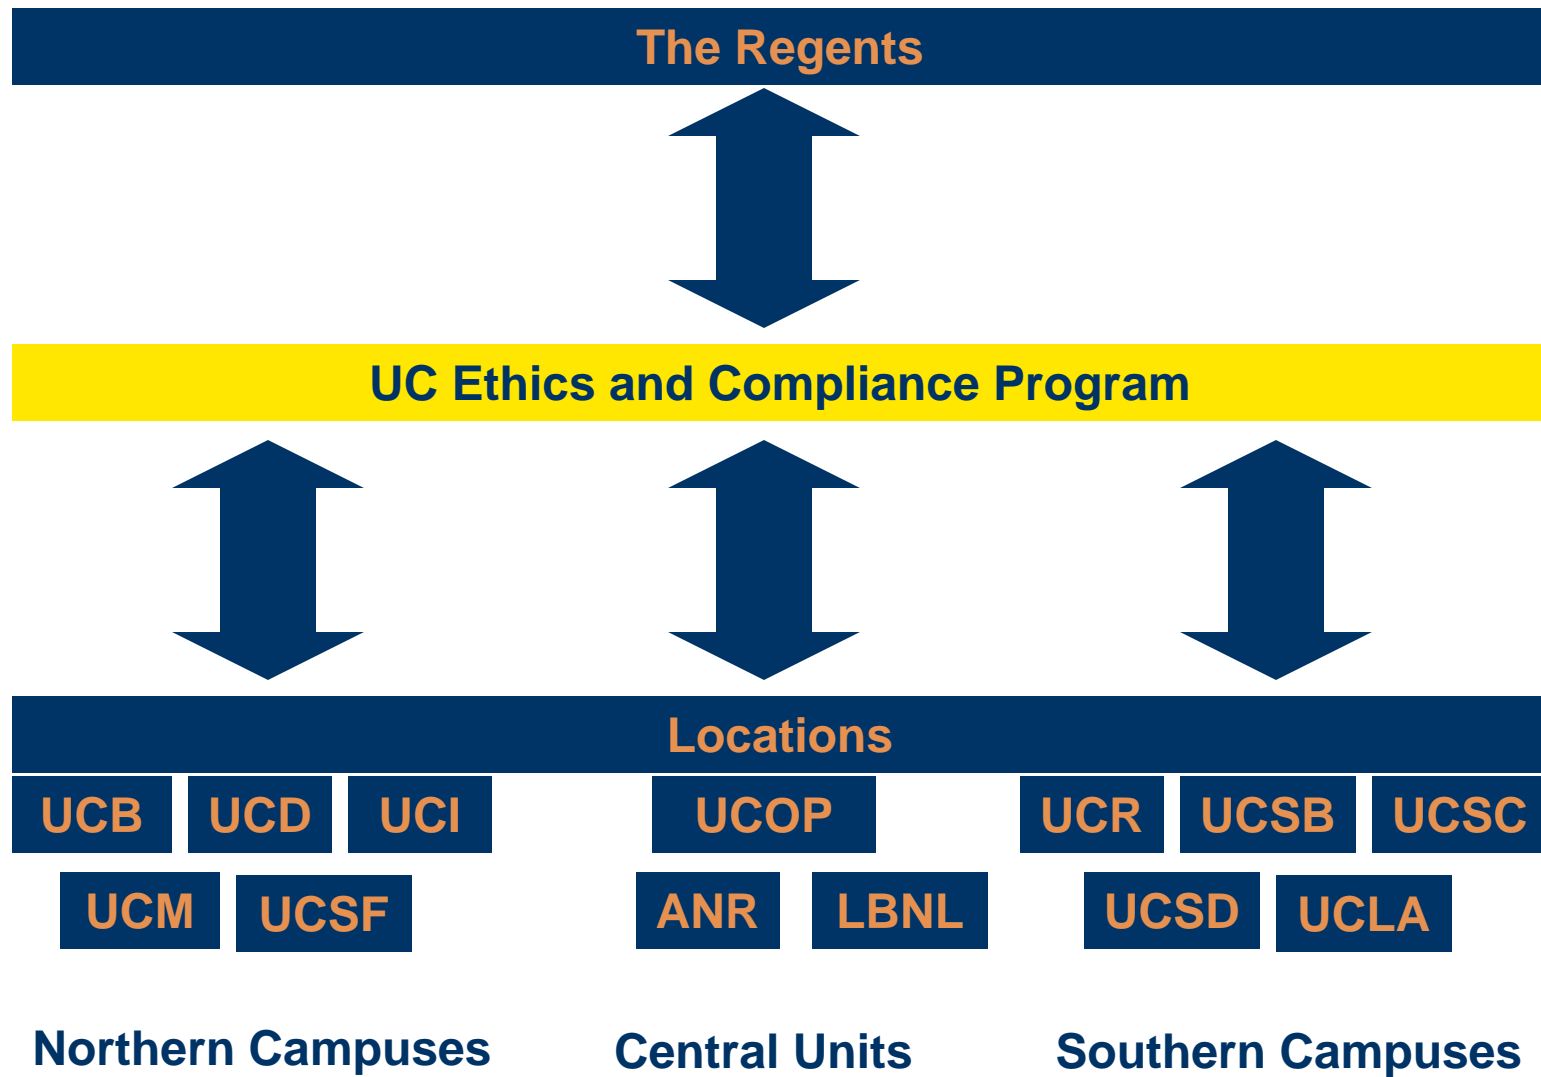 The Regents
UC Ethics and Compliance Program
Locations
UCB UCD UCI UCOP UCR UCSB UCSC
UCM UCSF ANR LBNL UCSD UCLA
Northern Campuses Central Units Southern Campuses